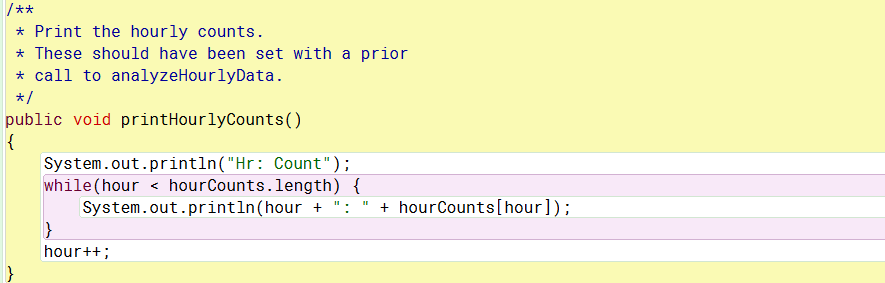 /**
 * Print the hourly counts.
 * These should have been set with a prior
 * call to analyzeHourlyData.
 */
public void printHourlyCounts()
{
    System.out.println("Hr: Count");
    while(hour < hourCounts.length) {
        System.out.println(hour + ": " + hourCounts[hour]);
    }
    hour++;
}